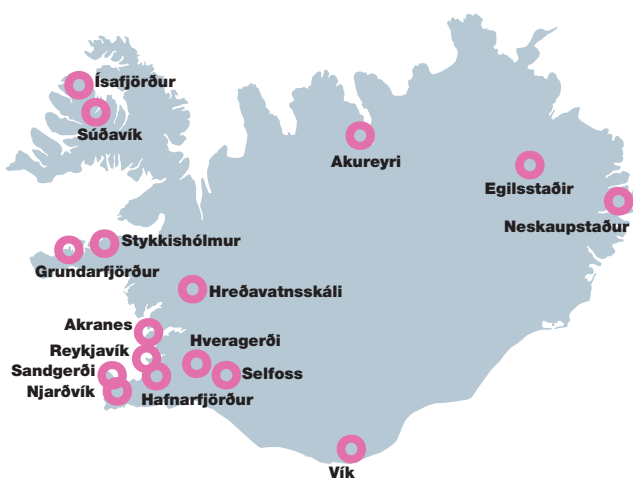 Ísafjörður
Súðavík
Akureyri
Egilsstaðir
Neskaupstaður
Stykkishólmur
Grundarfjörður
Hreðavatnsskáli
Akranes
Hveragerði
Reykjavík
Sandgerði
Selfoss
Njarðvík
Hafnarfjörður
Vík